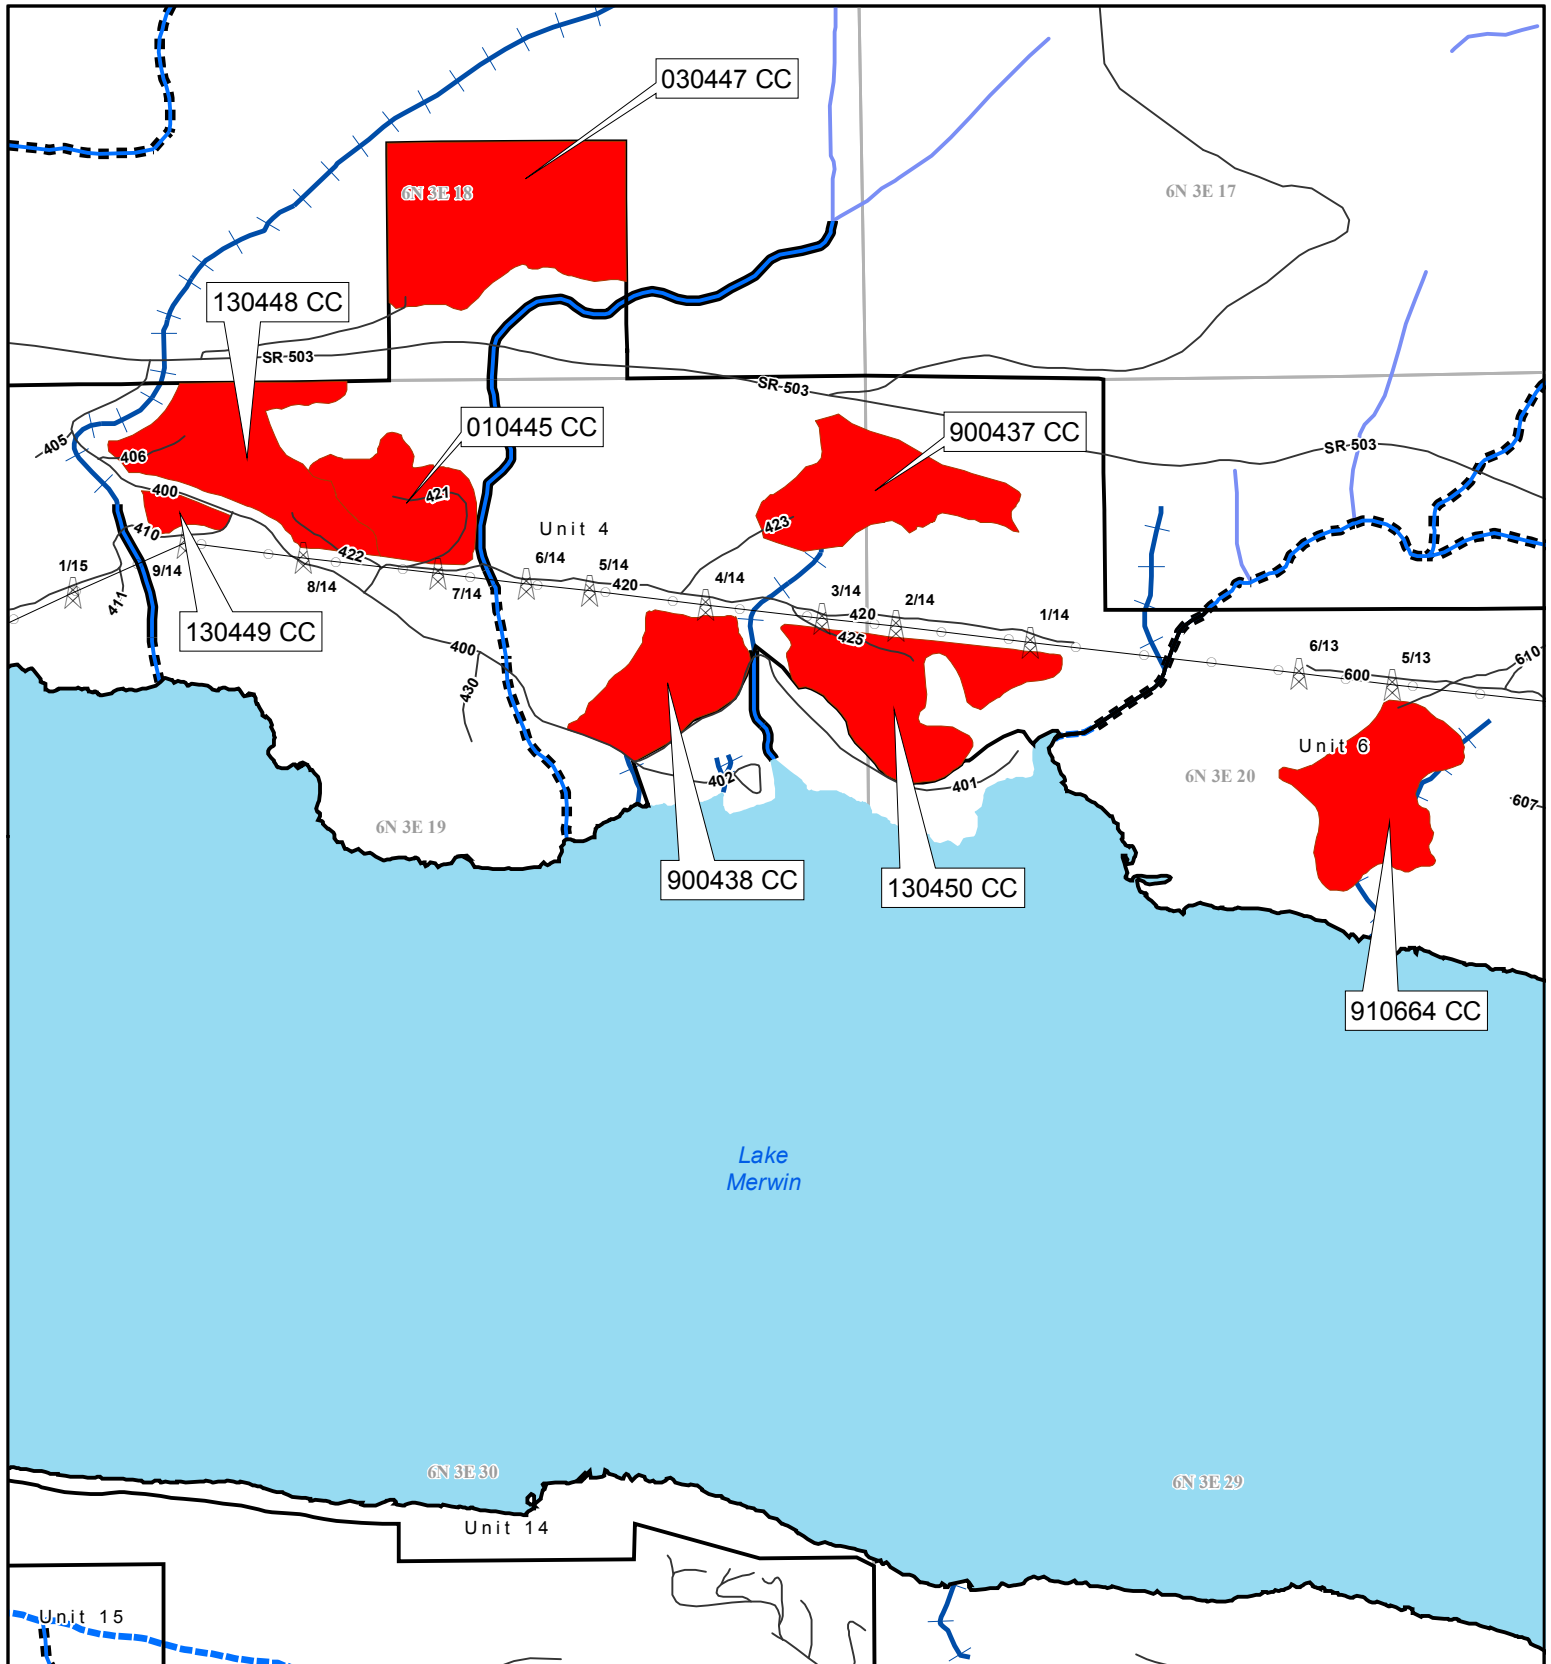 030447 CC
6N 3E 18
6N 3E 17
130448 CC
SR-503
SR-503
010445 CC
900437 CC
405
406
SR-503
400
421
410
423
Unit 4
422
1/15
9/14
8/14
7/14
6/14
5/14
420
4/14
3/14
420
2/14
425
1/14
411
130449 CC
400
6/13
5/13
610
600
430
Unit 6
402
401
6N 3E 20
607
6N 3E 19
900438 CC
130450 CC
910664 CC
Lake
Merwin
6N 3E 30
6N 3E 29
Unit 14
Unit 15